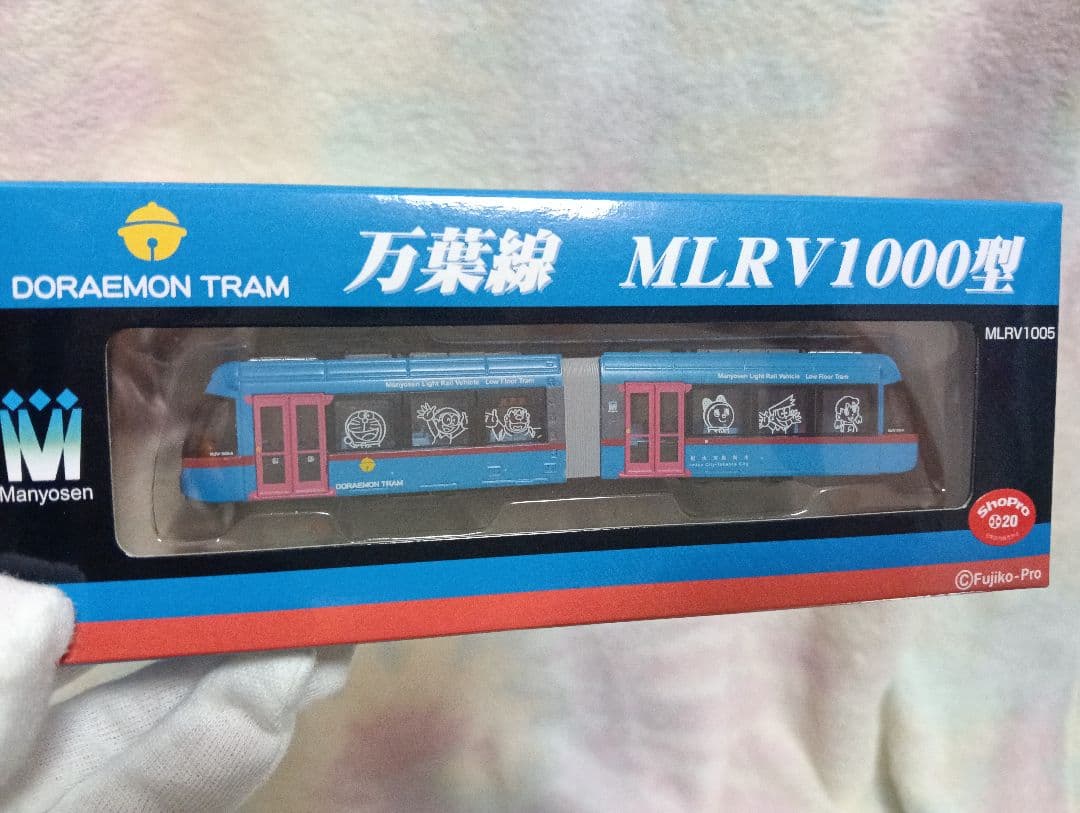 DORAEMON TRAM
万葉線 MLRV1000型
MLRV1005
Manyosen Light Rail Vehicle Low Floor Tram
Manyosen Light Rail Vehicle Low Floor Tram
DORAEMON TRAM
M
Manyosen
ShoPro
20
©Fujiko-Pro